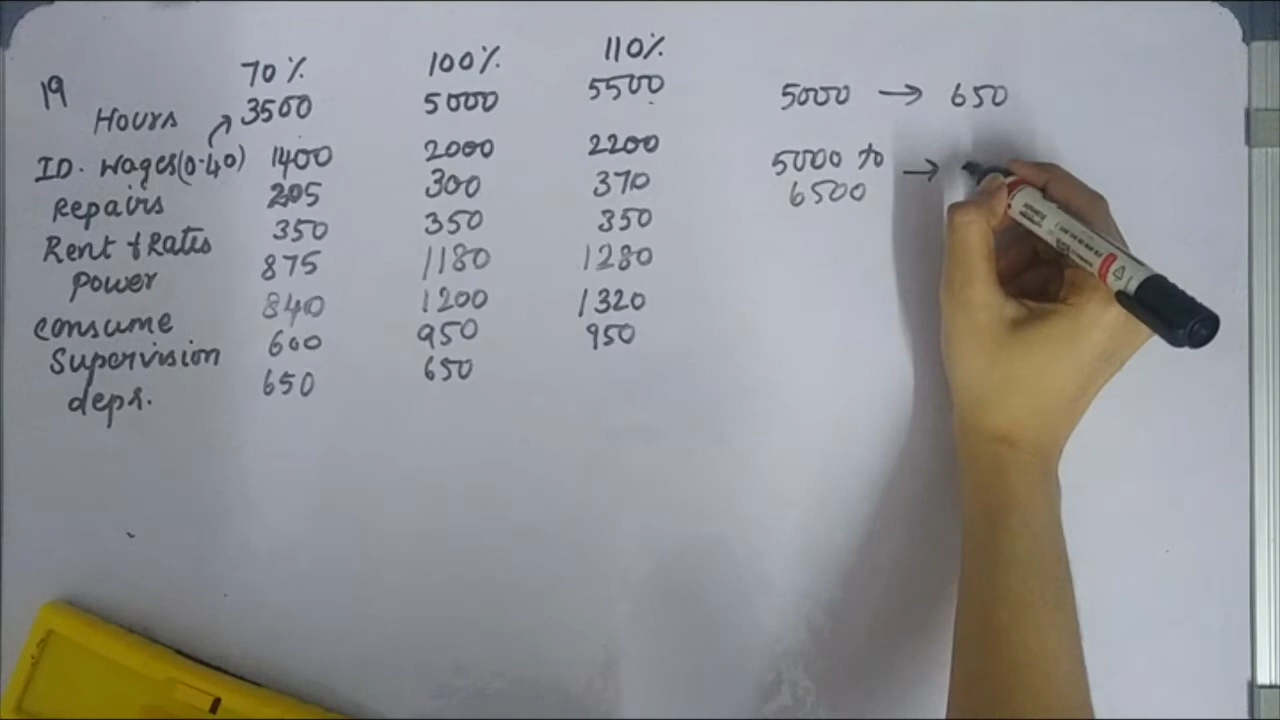 19 70% 100% 110%
Hours 3500 5000 5500
ID. Wages(0.40) 1400 2000 2200
Repairs 205 300 370
Rent & Rates 350 350 350
Power 875 1180 1280
Consume 840 1200 1320
Supervision 600 950 950
depr. 650 650
5000 → 650
5000 to
6500 →